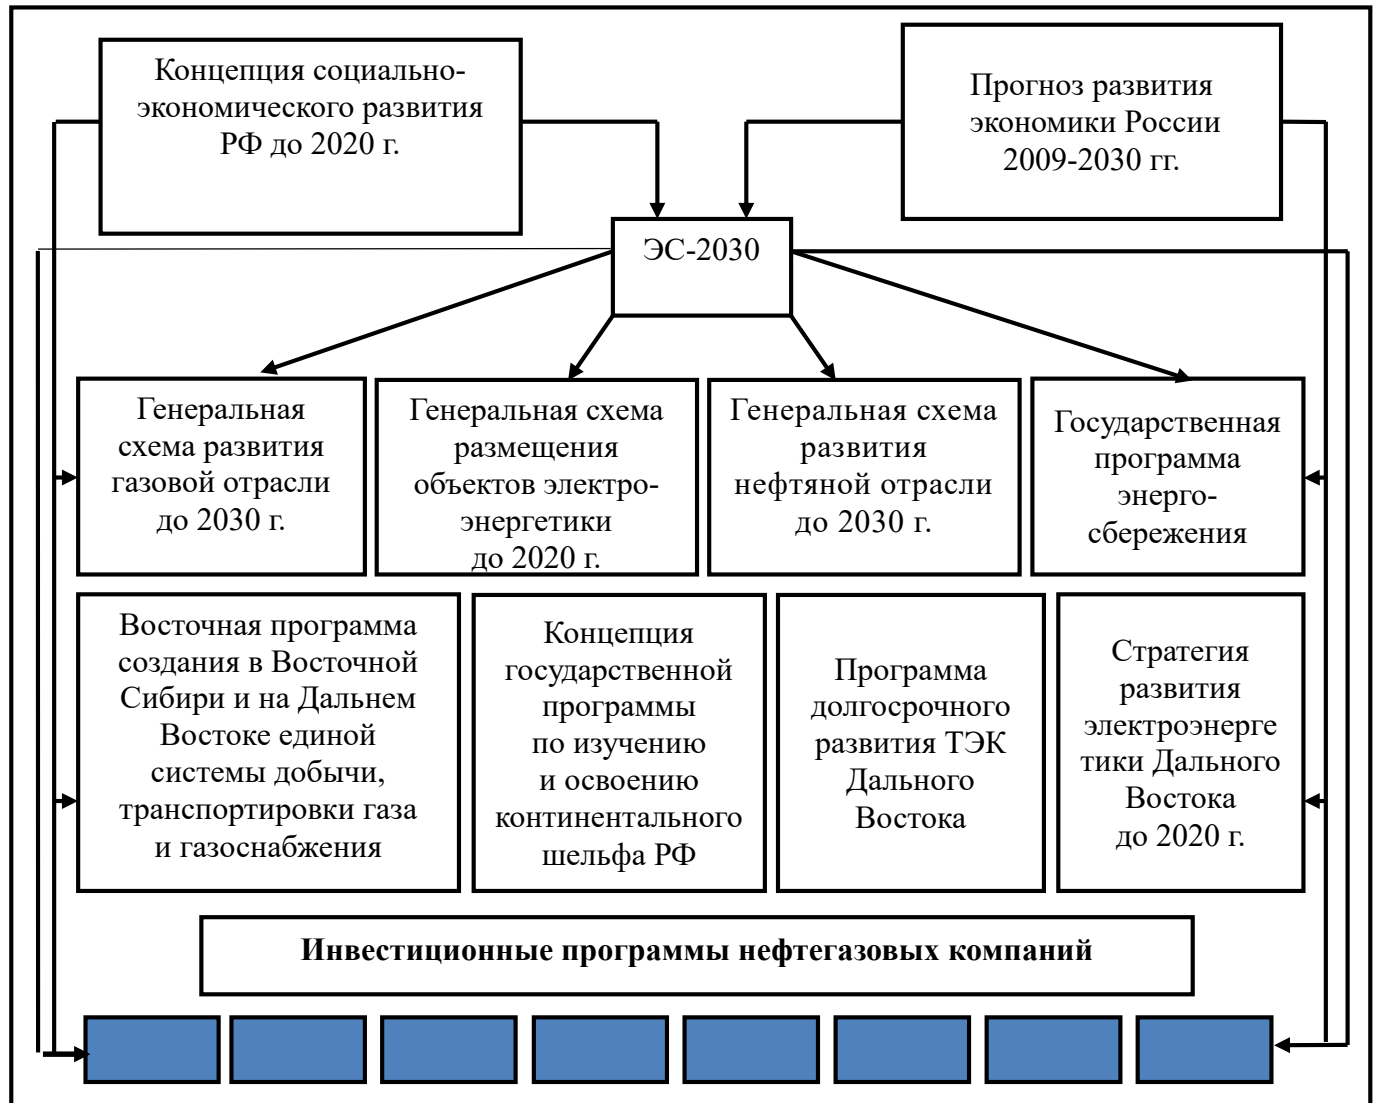 Концепция социально-
экономического развития
РФ до 2020 г.
Прогноз развития
экономики России
2009-2030 гг.
ЭС-2030
Генеральная
схема развития
газовой отрасли
до 2030 г.
Генеральная схема
размещения
объектов электро-
энергетики
до 2020 г.
Генеральная схема
развития
нефтяной отрасли
до 2030 г.
Государственная
программа
энерго-
сбережения
Восточная программа
создания в Восточной
Сибири и на Дальнем
Востоке единой
системы добычи,
транспортировки газа
и газоснабжения
Концепция
государственной
программы
по изучению
и освоению
континентального
шельфа РФ
Программа
долгосрочного
развития ТЭК
Дального
Востока
Стратегия
развития
электроэнерге
тики Дального
Востока
до 2020 г.
Инвестиционные программы нефтегазовых компаний